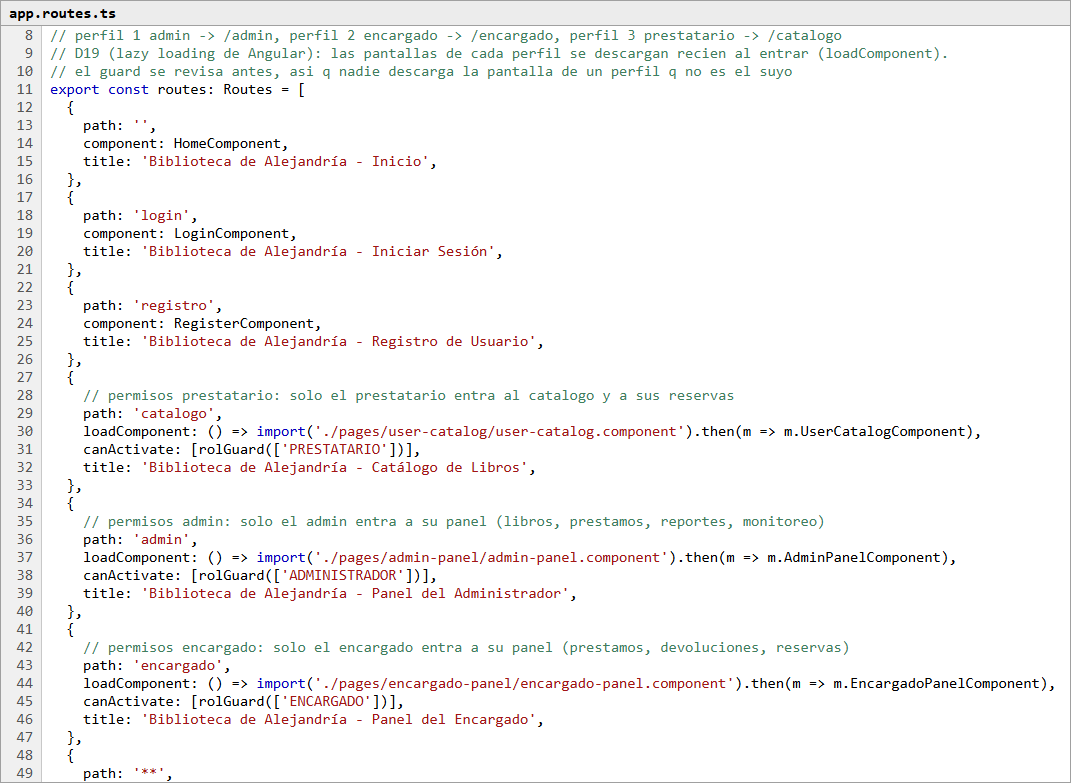 app.routes.ts
8 // perfil 1 admin -> /admin, perfil 2 encargado -> /encargado, perfil 3 prestatario -> /catalogo
9 // D19 (lazy loading de Angular): las pantallas de cada perfil se descargan recien al entrar (loadComponent).
10 // el guard se revisa antes, asi q nadie descarga la pantalla de un perfil q no es el suyo
11 export const routes: Routes = [
12   {
13     path: '',
14     component: HomeComponent,
15     title: 'Biblioteca de Alejandría - Inicio',
16   },
17   {
18     path: 'login',
19     component: LoginComponent,
20     title: 'Biblioteca de Alejandría - Iniciar Sesión',
21   },
22   {
23     path: 'registro',
24     component: RegisterComponent,
25     title: 'Biblioteca de Alejandría - Registro de Usuario',
26   },
27   {
28     // permisos prestatario: solo el prestatario entra al catalogo y a sus reservas
29     path: 'catalogo',
30     loadComponent: () => import('./pages/user-catalog/user-catalog.component').then(m => m.UserCatalogComponent),
31     canActivate: [rolGuard(['PRESTATARIO'])],
32     title: 'Biblioteca de Alejandría - Catálogo de Libros',
33   },
34   {
35     // permisos admin: solo el admin entra a su panel (libros, prestamos, reportes, monitoreo)
36     path: 'admin',
37     loadComponent: () => import('./pages/admin-panel/admin-panel.component').then(m => m.AdminPanelComponent),
38     canActivate: [rolGuard(['ADMINISTRADOR'])],
39     title: 'Biblioteca de Alejandría - Panel del Administrador',
40   },
41   {
42     // permisos encargado: solo el encargado entra a su panel (prestamos, devoluciones, reservas)
43     path: 'encargado',
44     loadComponent: () => import('./pages/encargado-panel/encargado-panel.component').then(m => m.EncargadoPanelComponent),
45     canActivate: [rolGuard(['ENCARGADO'])],
46     title: 'Biblioteca de Alejandría - Panel del Encargado',
47   },
48   {
49     path: '**',